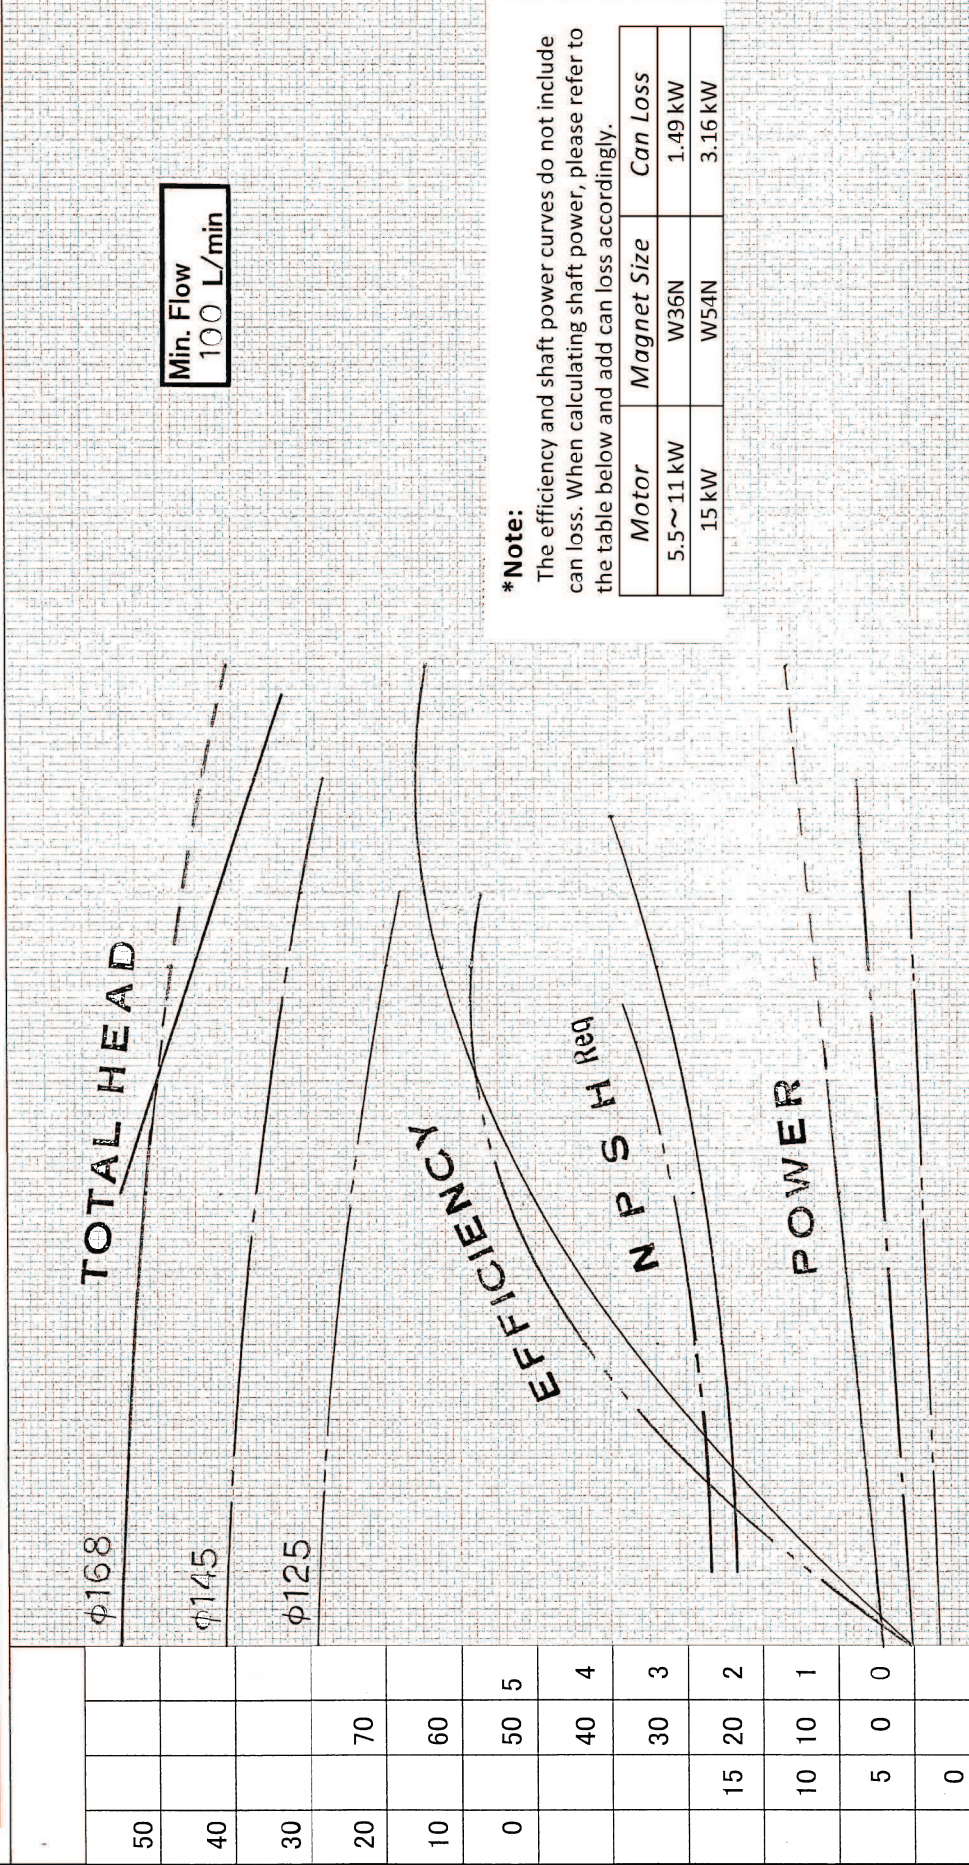 TOTAL HEAD
Min. Flow
100 L/min
φ168
φ145
φ125
EFFICIENCY
NPSH Req
POWER
*Note:
The efficiency and shaft power curves do not include
can loss. When calculating shaft power, please refer to
the table below and add can loss accordingly.
Motor Magnet Size Can Loss
5.5~11 kW W36N 1.49 kW
15 kW W54N 3.16 kW
50
40
30
20 70
10 60
0 50 5
40 4
30 3
15 20 2
10 10 1
5 0 0
0